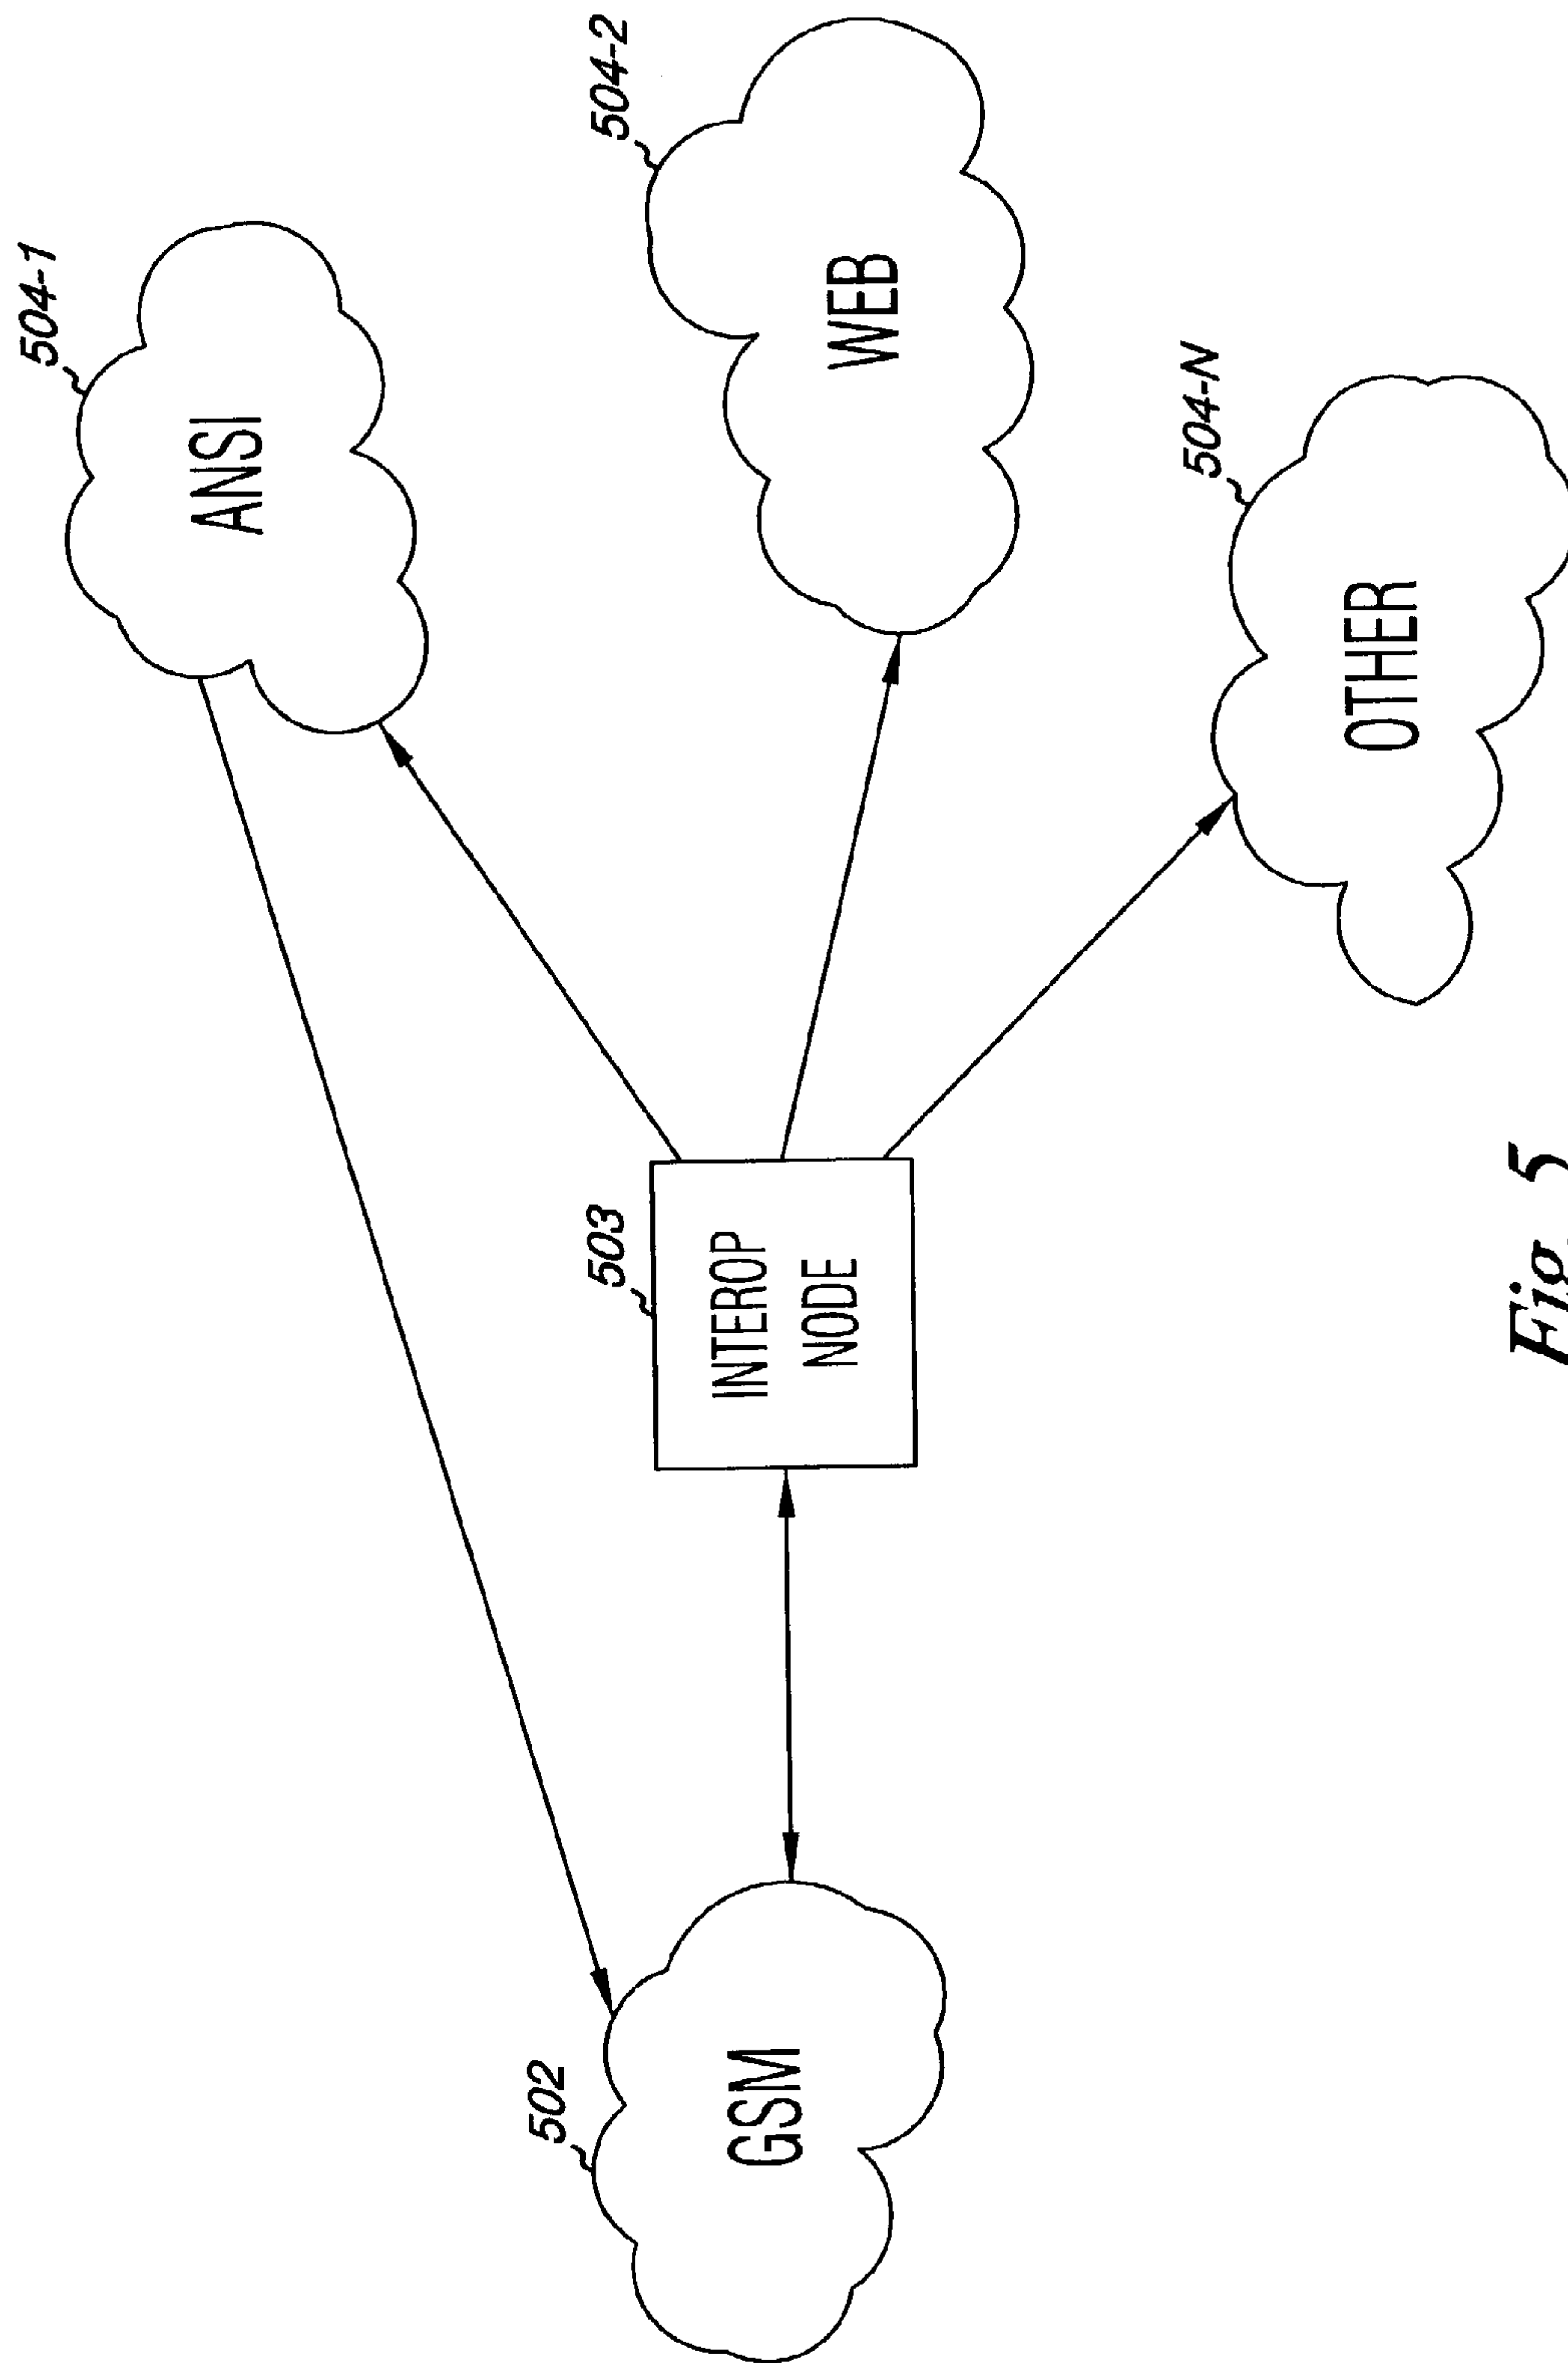 504-1
ANSI
504-2
WEB
504-N
OTHER
503
INTEROP
NODE
502
GSM
Fig. 5